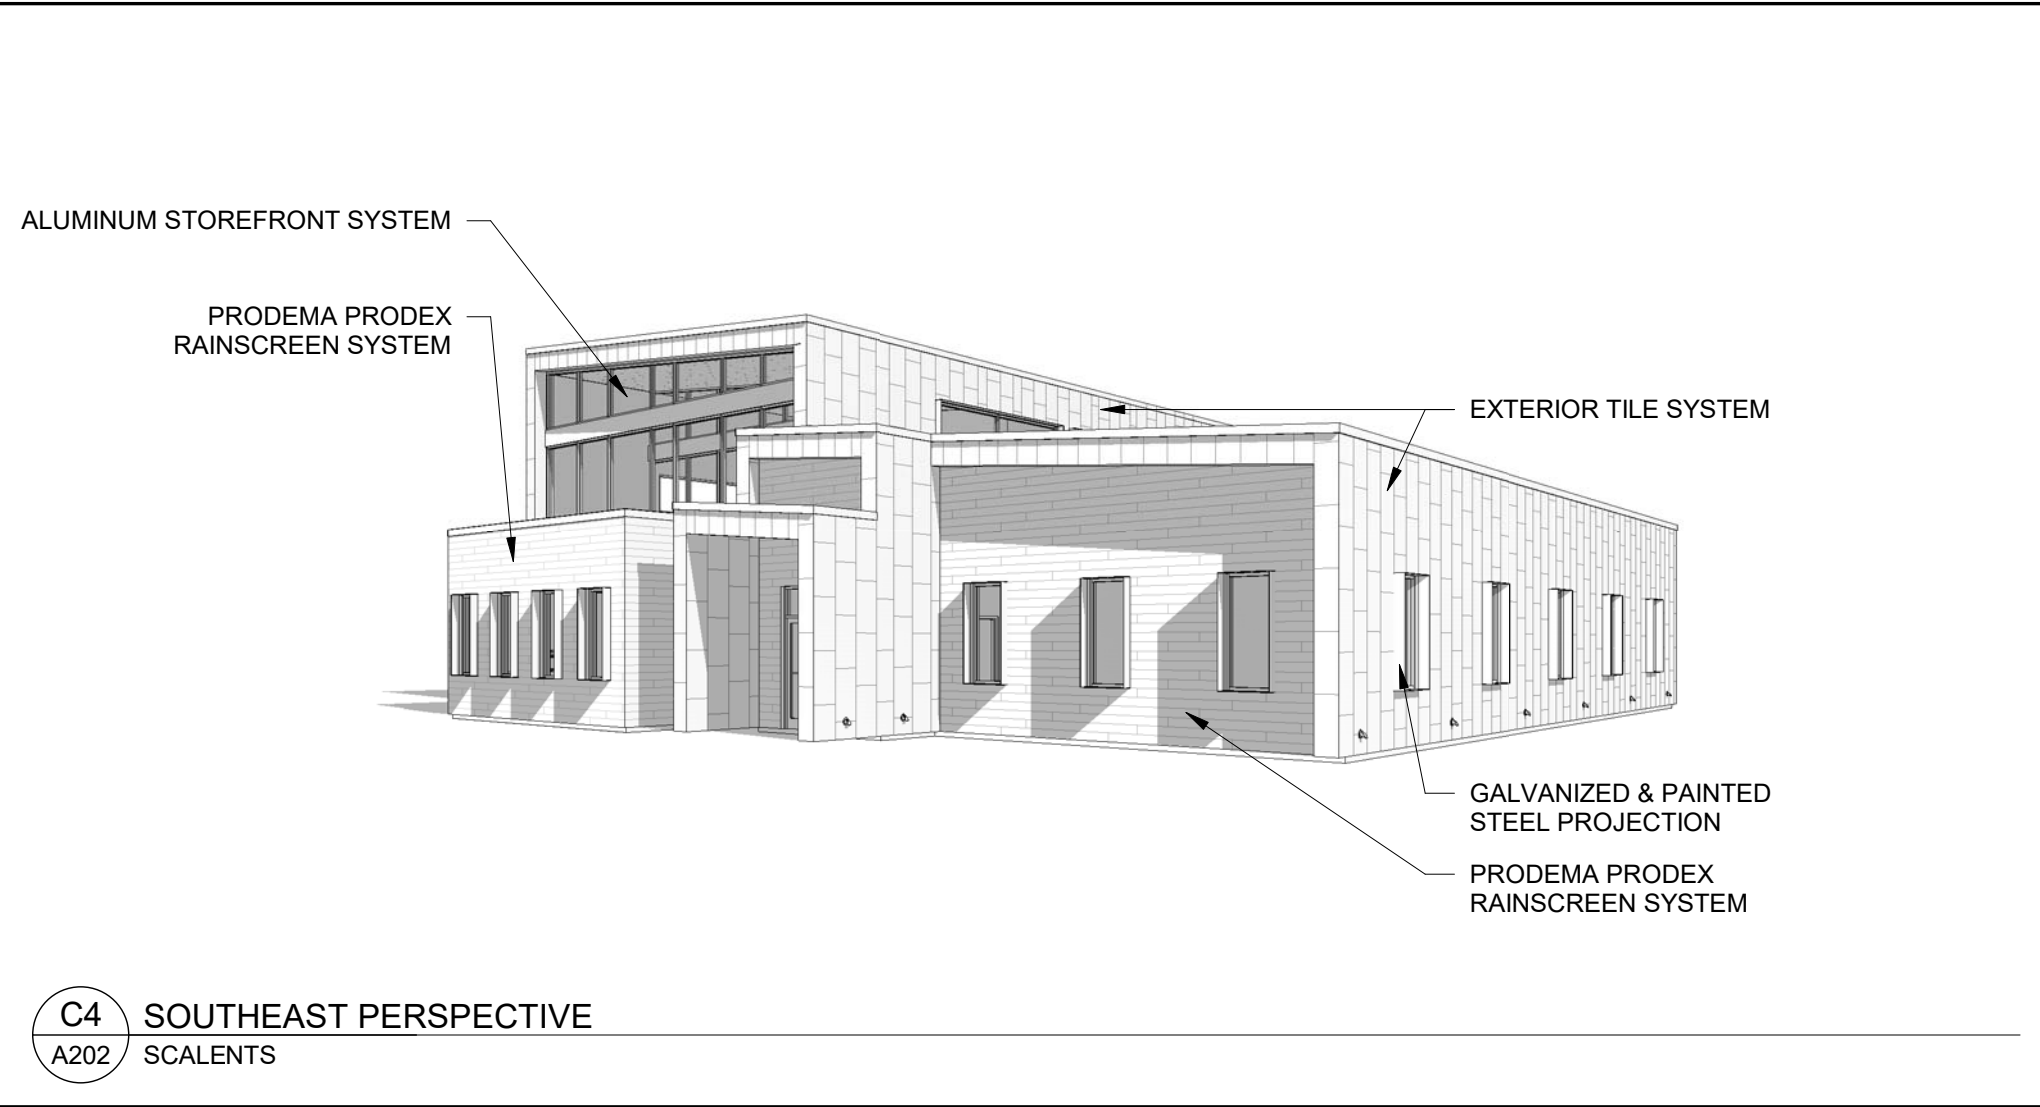 ALUMINUM STOREFRONT SYSTEM
PRODEMA PRODEX
RAINSCREEN SYSTEM
EXTERIOR TILE SYSTEM
GALVANIZED & PAINTED
STEEL PROJECTION
PRODEMA PRODEX
RAINSCREEN SYSTEM
C4
SOUTHEAST PERSPECTIVE
A202
SCALENTS